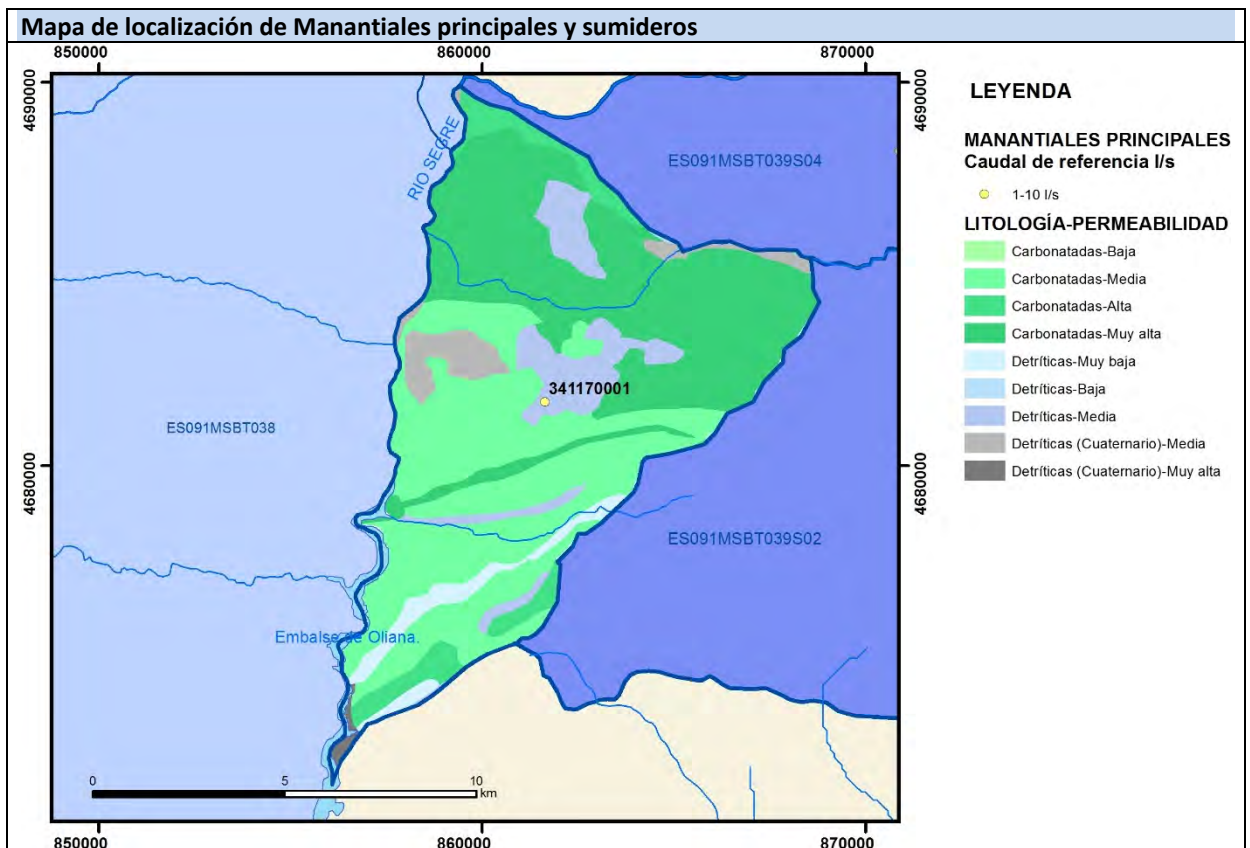 Mapa de localización de Manantiales principales y sumideros
850000 860000 870000
4690000 4690000
RIO SEGRE
ES091MSBT039S04
341170001
ES091MSBT038
4680000 4680000
ES091MSBT039S02
Embalse de Oliana.
0 5 10
km
850000 860000 870000
LEYENDA
MANANTIALES PRINCIPALES
Caudal de referencia l/s
1-10 l/s
LITOLOGÍA-PERMEABILIDAD
Carbonatadas-Baja
Carbonatadas-Media
Carbonatadas-Alta
Carbonatadas-Muy alta
Detríticas-Muy baja
Detríticas-Baja
Detríticas-Media
Detríticas (Cuaternario)-Media
Detríticas (Cuaternario)-Muy alta